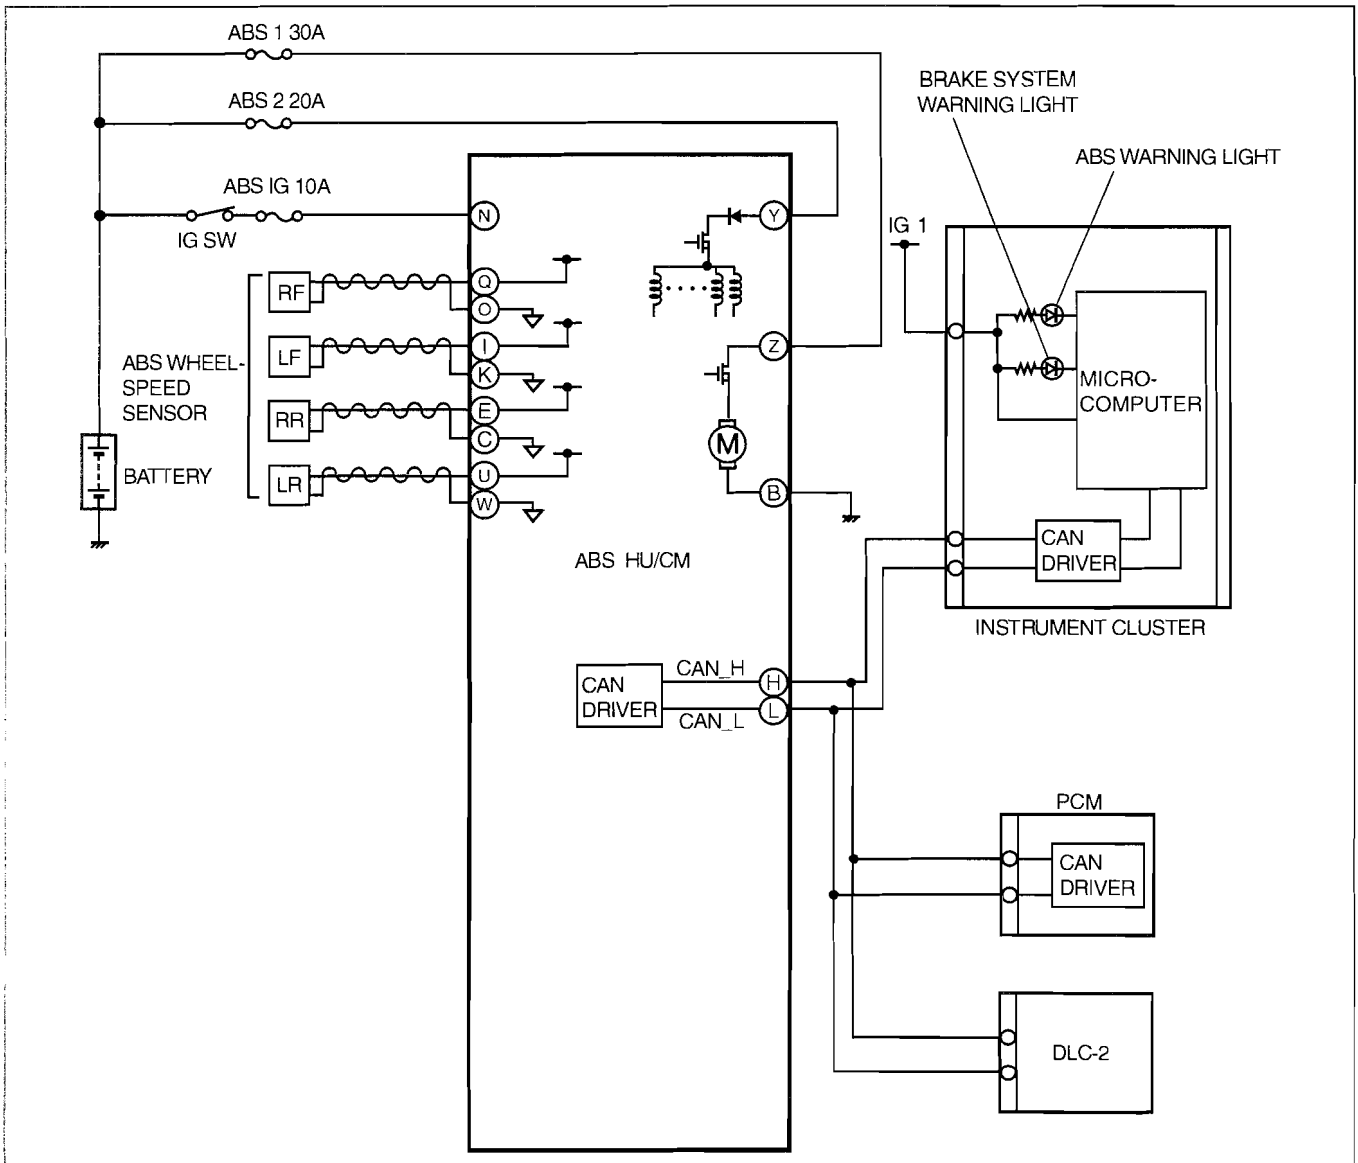 ABS 1 30A
ABS 2 20A
ABS IG 10A
IG SW
BRAKE SYSTEM
WARNING LIGHT
ABS WARNING LIGHT
IG 1
N
Y
RF
Q
O
LF
I
K
RR
E
C
LR
U
W
ABS WHEEL-
SPEED
SENSOR
BATTERY
Z
M
B
ABS HU/CM
MICRO-
COMPUTER
CAN
DRIVER
INSTRUMENT CLUSTER
CAN
DRIVER
CAN_H
H
CAN_L
L
PCM
CAN
DRIVER
DLC-2